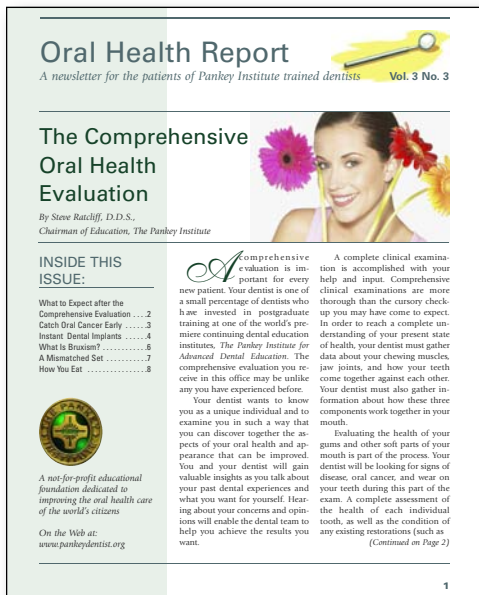 Oral Health Report
A newsletter for the patients of Pankey Institute trained dentists
Vol. 3 No. 3
The Comprehensive
Oral Health
Evaluation
By Steve Ratcliff, D.D.S.,
Chairman of Education, The Pankey Institute
INSIDE THIS
ISSUE:
What to Expect after the
Comprehensive Evaluation . . . .2
Catch Oral Cancer Early . . . . . .3
Instant Dental Implants . . . . . .4
What Is Bruxism? . . . . . . . . . . .6
A Mismatched Set . . . . . . . . . .7
How You Eat . . . . . . . . . . . . . .8
A not-for-profit educational
foundation dedicated to
improving the oral health care
of the world's citizens
On the Web at:
www.pankeydentist.org
A comprehensive
evaluation is im-
portant for every
new patient. Your dentist is one of
a small percentage of dentists who
have invested in postgraduate
training at one of the world's pre-
miere continuing dental education
institutes, The Pankey Institute for
Advanced Dental Education. The
comprehensive evaluation you re-
ceive in this office may be unlike
any you have experienced before.
Your dentist wants to know
you as a unique individual and to
examine you in such a way that
you can discover together the as-
pects of your oral health and ap-
pearance that can be improved.
You and your dentist will gain
valuable insights as you talk about
your past dental experiences and
what you want for yourself. Hear-
ing about your concerns and opin-
ions will enable the dental team to
help you achieve the results you
want.
A complete clinical examina-
tion is accomplished with your
help and input. Comprehensive
clinical examinations are more
thorough than the cursory check-
up you may have come to expect.
In order to reach a complete un-
derstanding of your present state
of health, your dentist must gather
data about your chewing muscles,
jaw joints, and how your teeth
come together against each other.
Your dentist must also gather in-
formation about how these three
components work together in your
mouth.
Evaluating the health of your
gums and other soft parts of your
mouth is part of the process. Your
dentist will be looking for signs of
disease, oral cancer, and wear on
your teeth during this part of the
exam. A complete assessment of
the health of each individual
tooth, as well as the condition of
any existing restorations (such as
(Continued on Page 2)
1